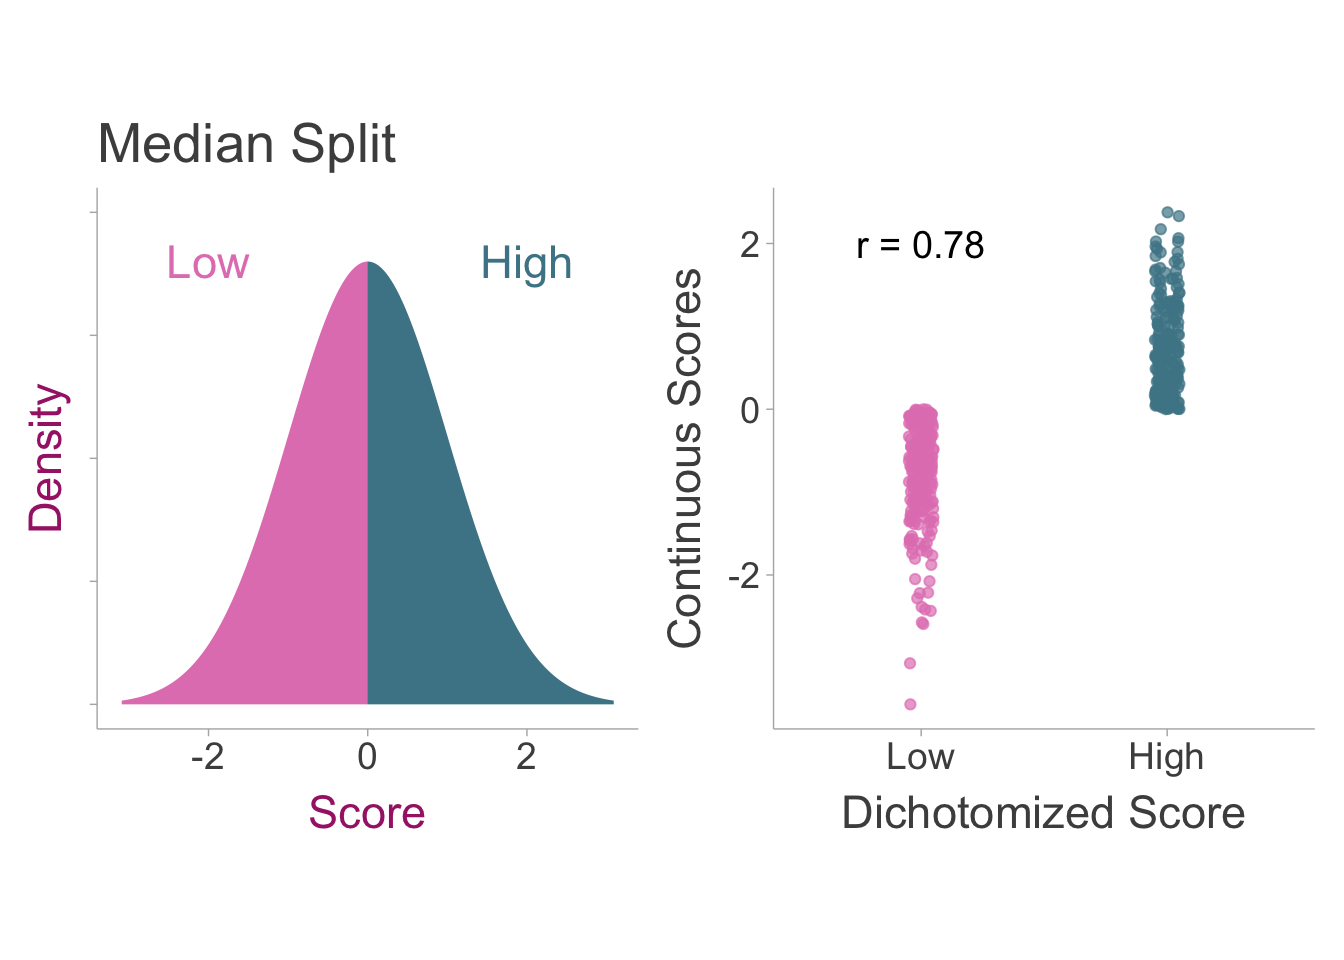 Median Split
Low
High
Density
-2
0
2
Score
r = 0.78
Continuous Scores
2
0
-2
Low
High
Dichotomized Score